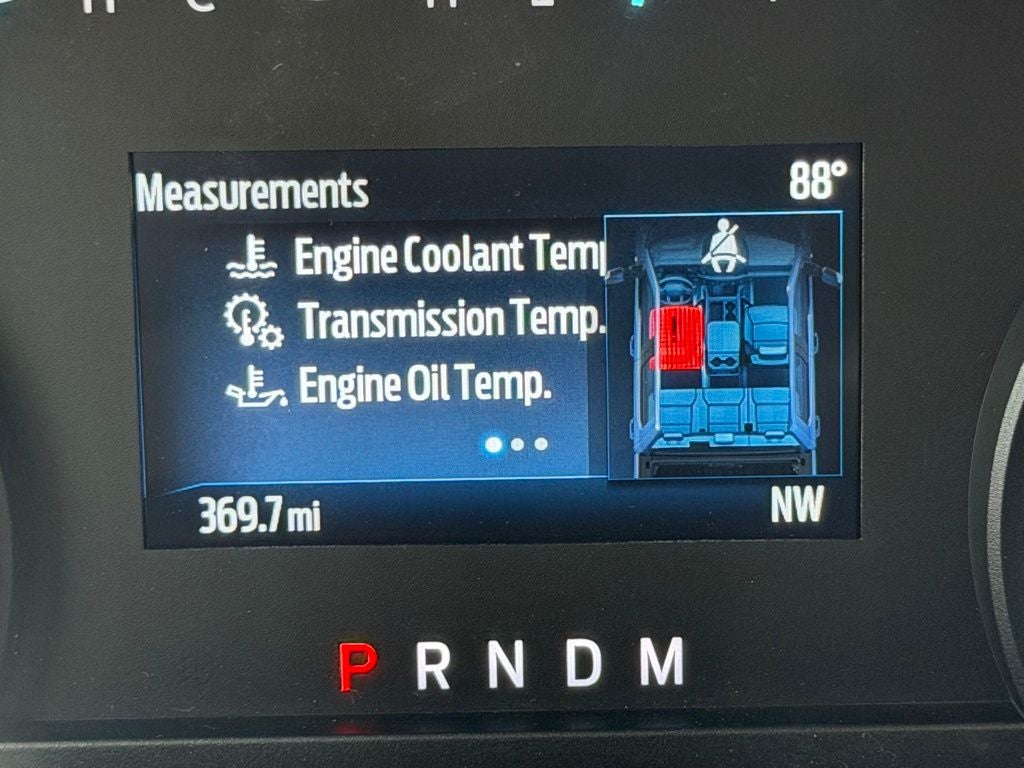 Measurements
88°
Engine Coolant Temp
Transmission Temp.
Engine Oil Temp.
369.7 mi
NW
P R N D M